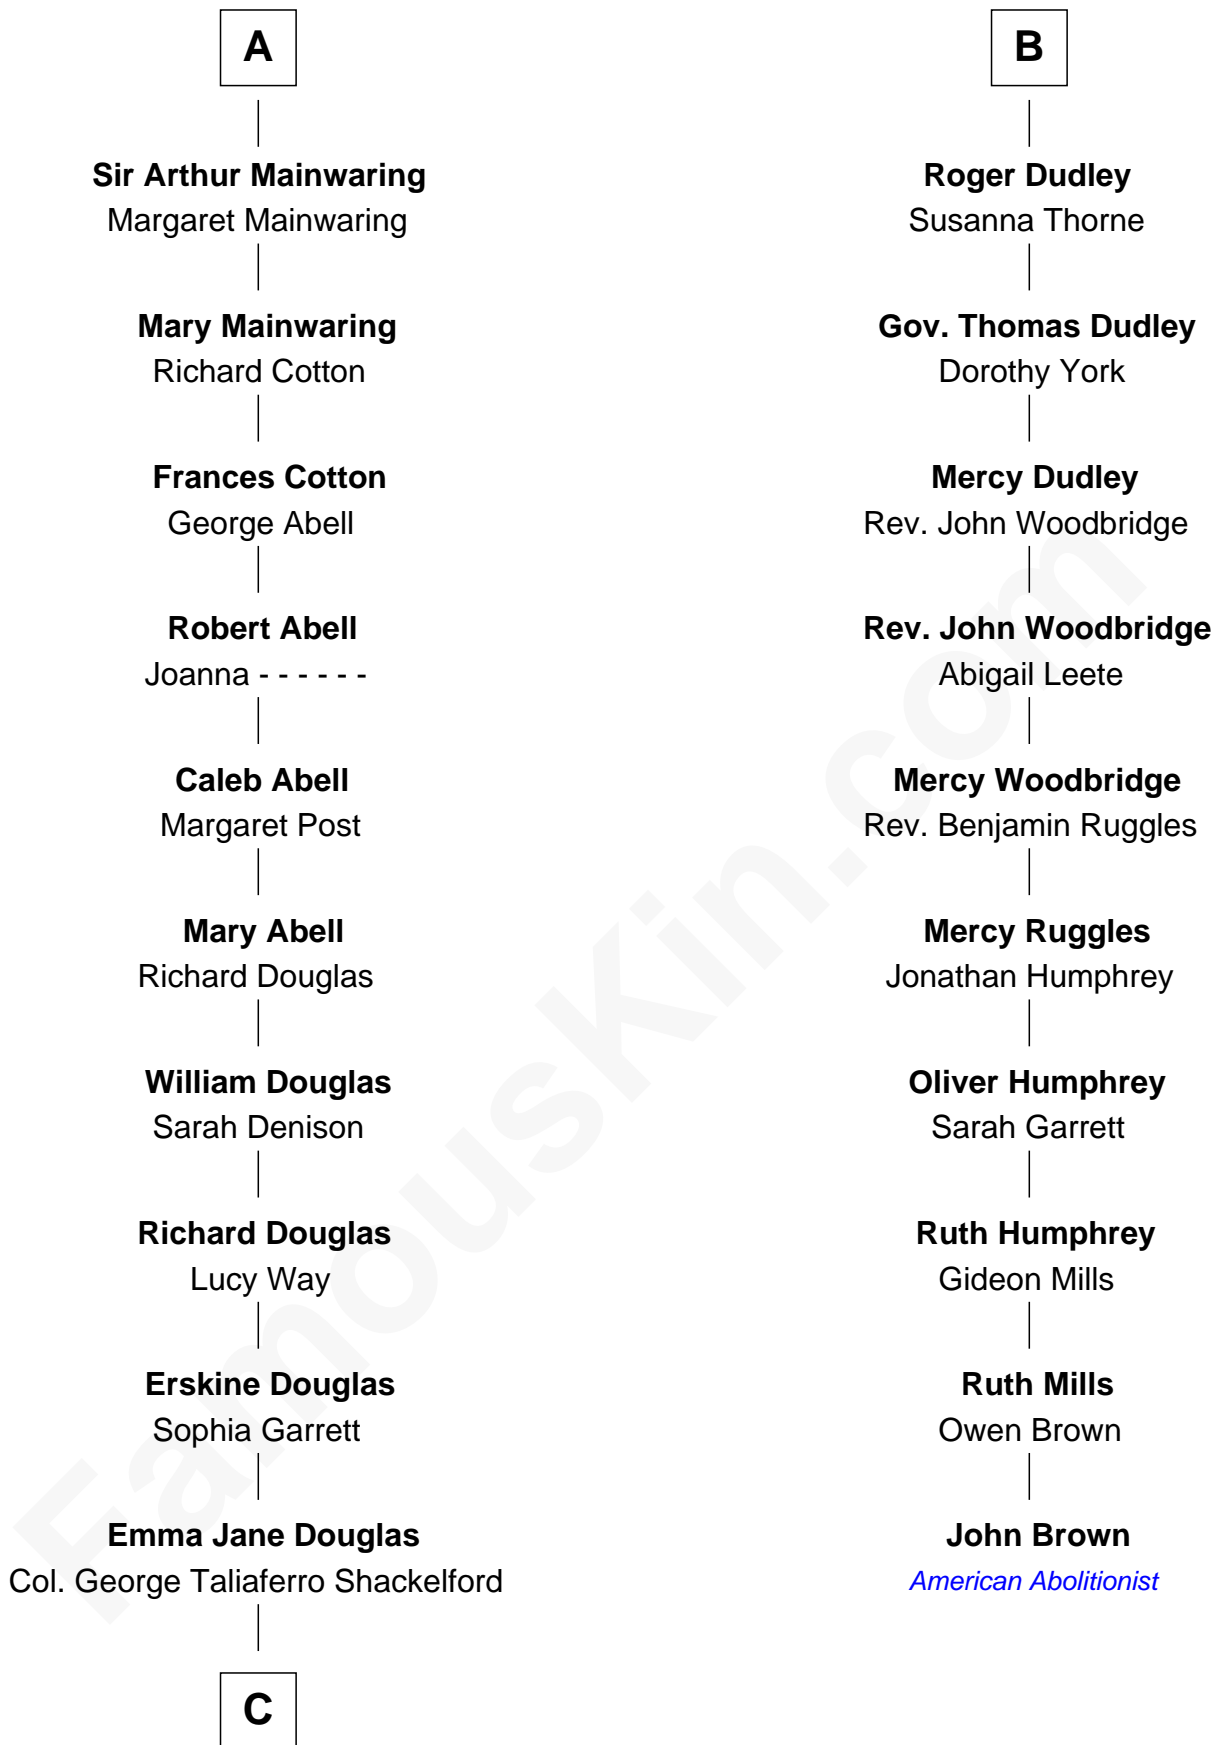 A
Sir Arthur Mainwaring
Margaret Mainwaring
Mary Mainwaring
Richard Cotton
Frances Cotton
George Abell
Robert Abell
Joanna - - - - - -
Caleb Abell
Margaret Post
Mary Abell
Richard Douglas
William Douglas
Sarah Denison
Richard Douglas
Lucy Way
Erskine Douglas
Sophia Garrett
Emma Jane Douglas
Col. George Taliaferro Shackelford
C
B
Roger Dudley
Susanna Thorne
Gov. Thomas Dudley
Dorothy York
Mercy Dudley
Rev. John Woodbridge
Rev. John Woodbridge
Abigail Leete
Mercy Woodbridge
Rev. Benjamin Ruggles
Mercy Ruggles
Jonathan Humphrey
Oliver Humphrey
Sarah Garrett
Ruth Humphrey
Gideon Mills
Ruth Mills
Owen Brown
John Brown
American Abolitionist
FamousKin.com